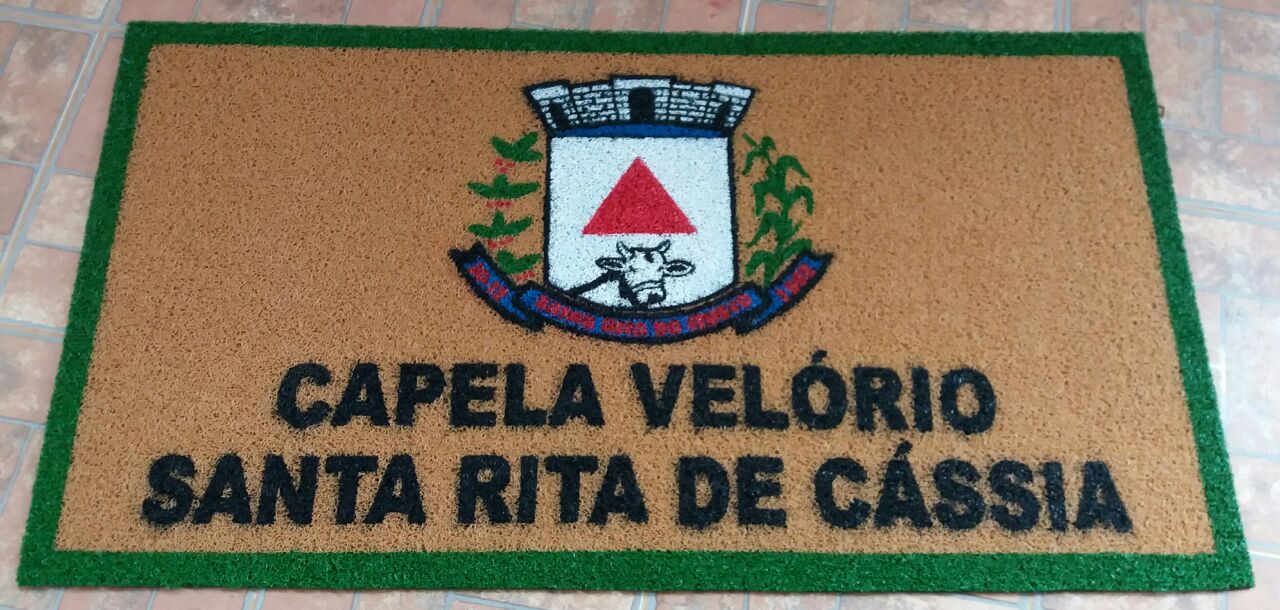 CAPELA VELÓRIO
SANTA RITA DE CÁSSIA